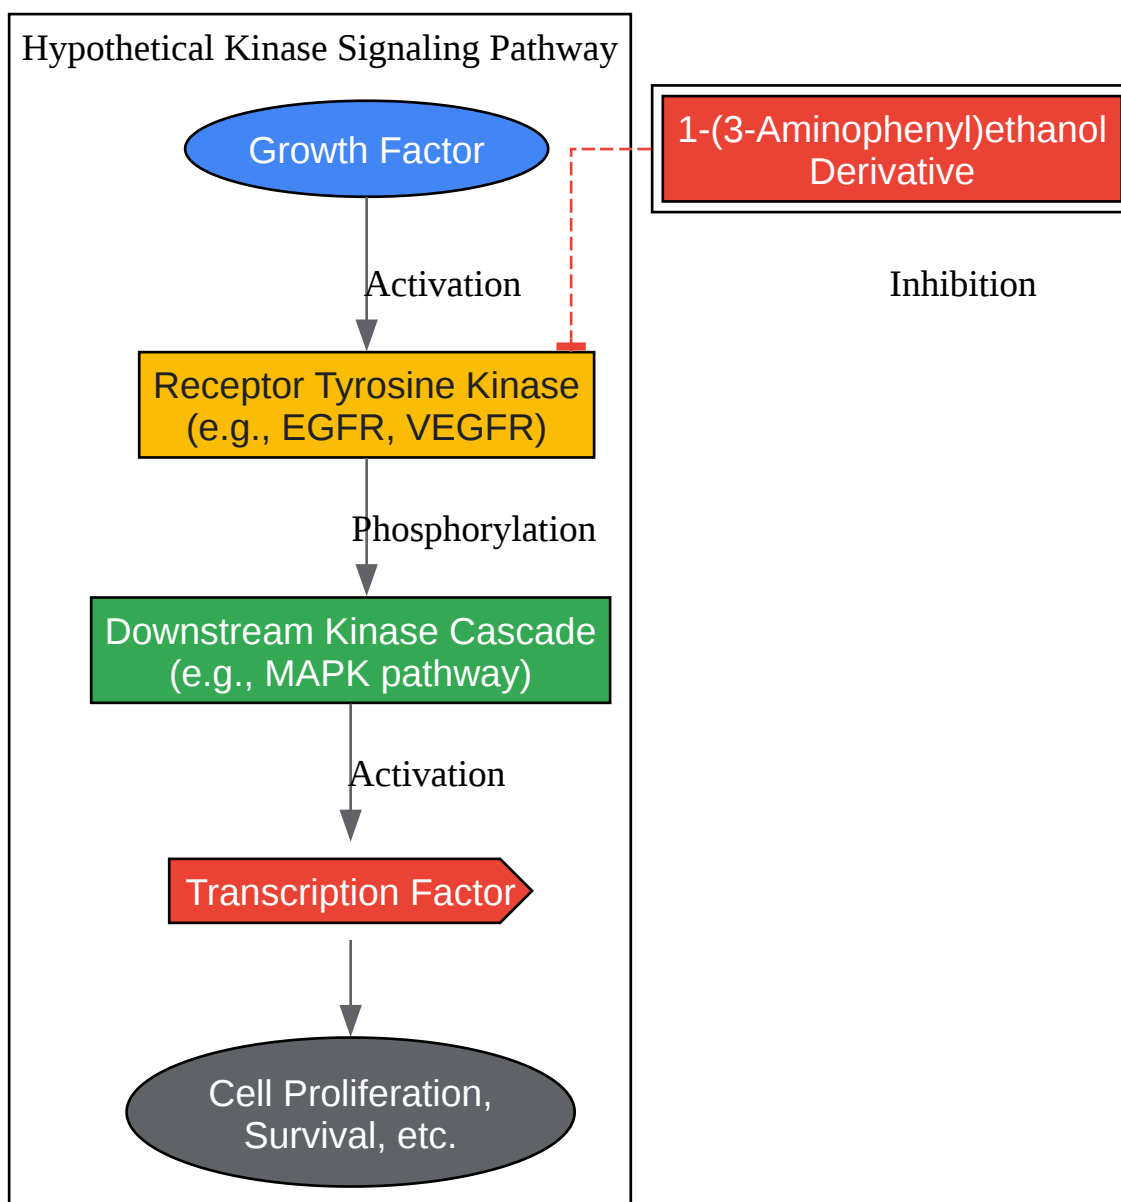 Hypothetical Kinase Signaling Pathway
Growth Factor
1-(3-Aminophenyl)ethanol
Derivative
Activation
Inhibition
Receptor Tyrosine Kinase
(e.g., EGFR, VEGFR)
Phosphorylation
Downstream Kinase Cascade
(e.g., MAPK pathway)
Activation
Transcription Factor
Cell Proliferation,
Survival, etc.